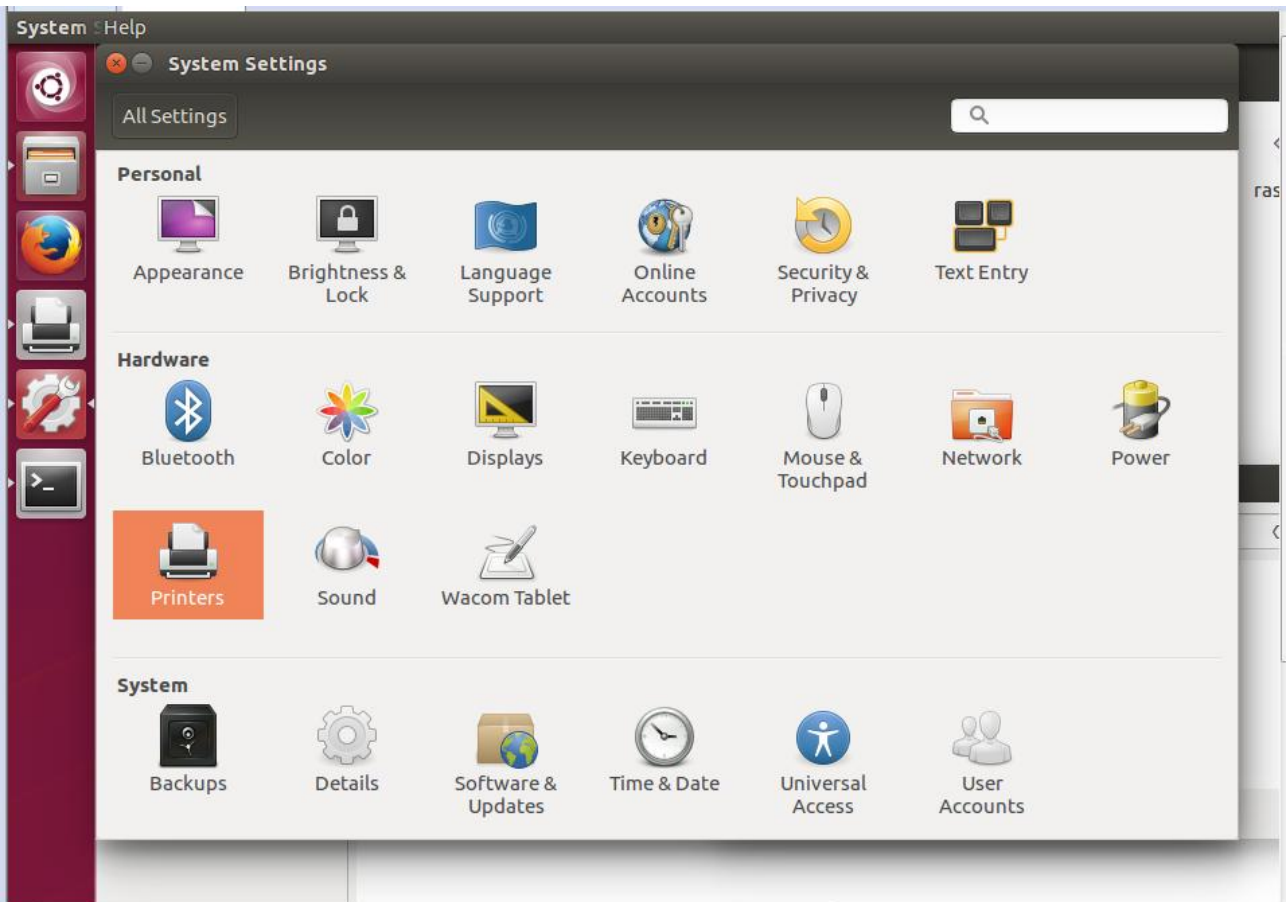 System Help
System Settings
All Settings
ras
Personal
Appearance
Brightness &
Lock
Language
Support
Online
Accounts
Security &
Privacy
Text Entry
Hardware
Bluetooth
Color
Displays
Keyboard
Mouse &
Touchpad
Network
Power
Printers
Sound
Wacom Tablet
System
Backups
Details
Software &
Updates
Time & Date
Universal
Access
User
Accounts